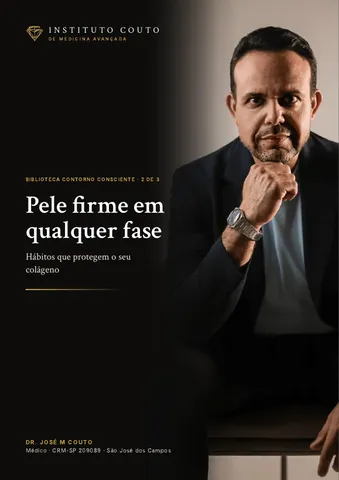 INSTITUTO COUTO
DE MEDICINA AVANÇADA
BIBLIOTECA CONTORNO CONSCIENTE · 2 DE 3
Pele firme em
qualquer fase
Hábitos que protegem o seu
colágeno
DR. JOSÉ M COUTO
Médico · CRM-SP 209089 · São José dos Campos